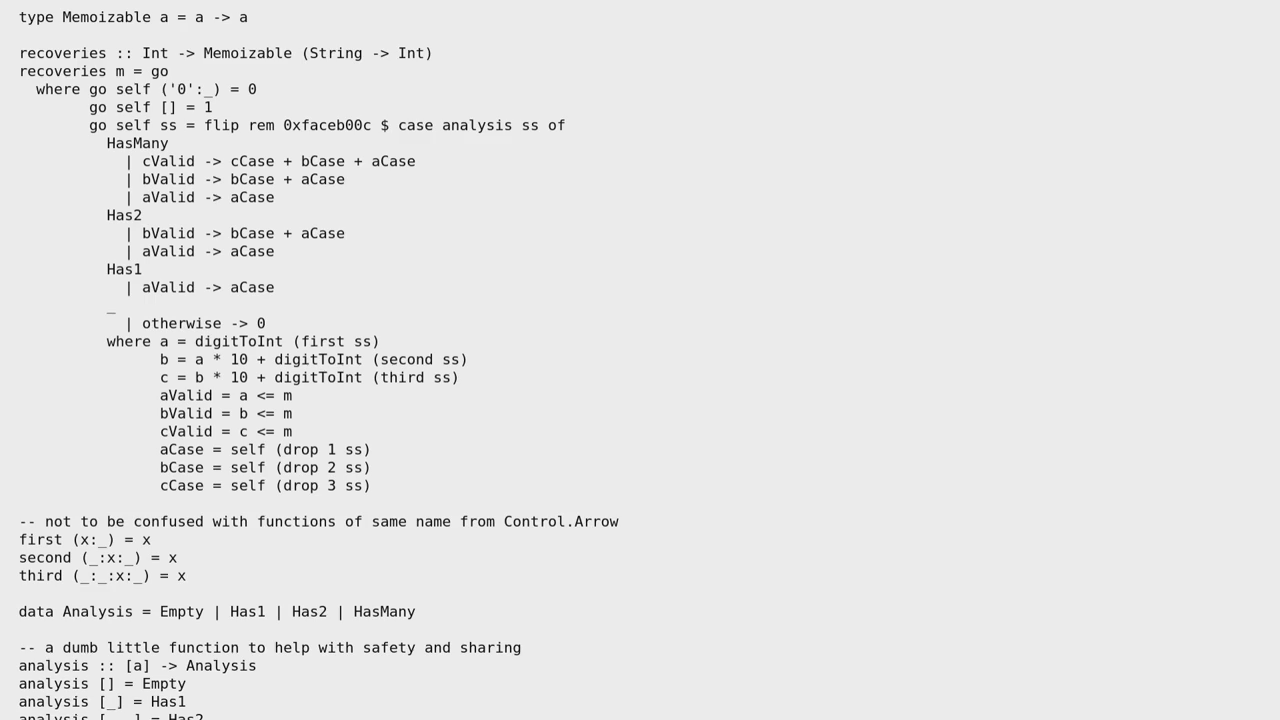 type Memoizable a = a -> a

recoveries :: Int -> Memoizable (String -> Int)
recoveries m = go
  where go self ('0':_) = 0
        go self [] = 1
        go self ss = flip rem 0xfaceb00c $ case analysis ss of
          HasMany
            | cValid -> cCase + bCase + aCase
            | bValid -> bCase + aCase
            | aValid -> aCase
          Has2
            | bValid -> bCase + aCase
            | aValid -> aCase
          Has1
            | aValid -> aCase
          _
            | otherwise -> 0
          where a = digitToInt (first ss)
                b = a * 10 + digitToInt (second ss)
                c = b * 10 + digitToInt (third ss)
                aValid = a <= m
                bValid = b <= m
                cValid = c <= m
                aCase = self (drop 1 ss)
                bCase = self (drop 2 ss)
                cCase = self (drop 3 ss)

-- not to be confused with functions of same name from Control.Arrow
first (x:_) = x
second (_:x:_) = x
third (_:_:x:_) = x

data Analysis = Empty | Has1 | Has2 | HasMany

-- a dumb little function to help with safety and sharing
analysis :: [a] -> Analysis
analysis [] = Empty
analysis [_] = Has1
analysis [_,_] = Has2